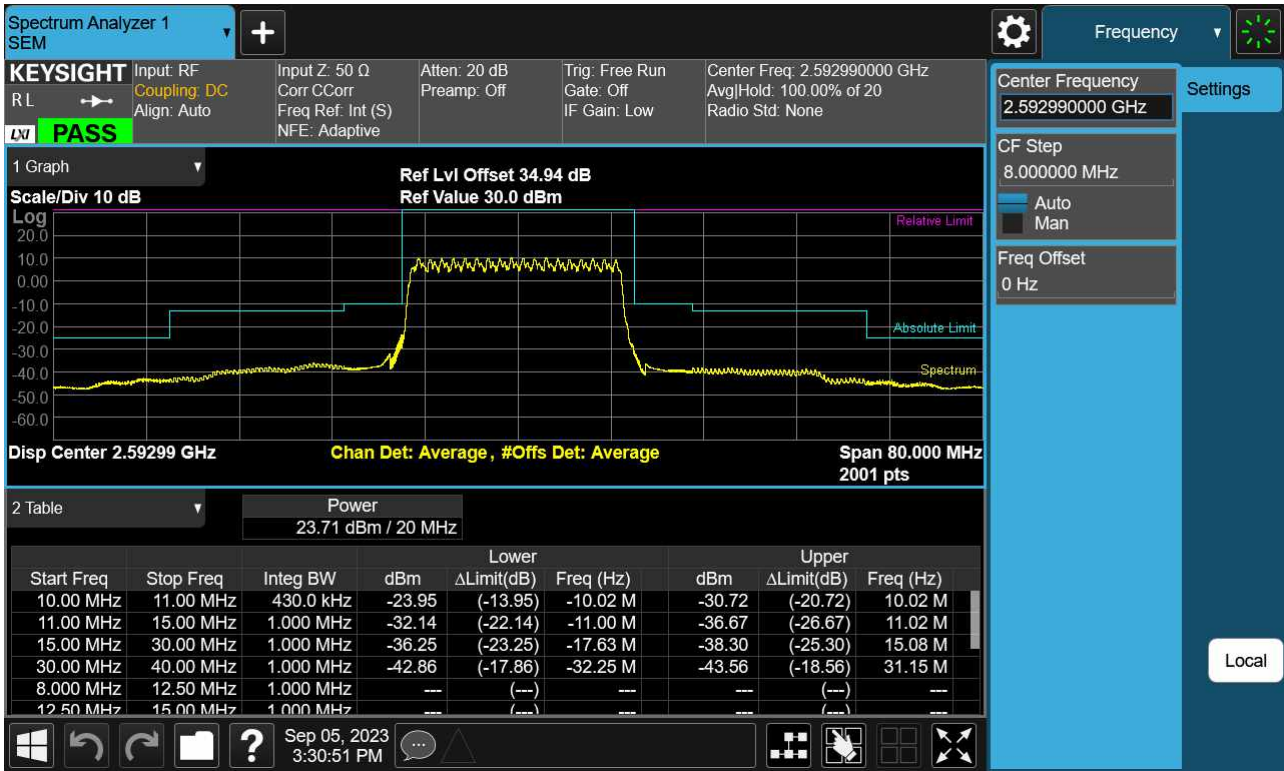 Spectrum Analyzer 1
SEM
Frequency
KEYSIGHT
R L
LXI
PASS
Input: RF
Coupling: DC
Align: Auto
Input Z: 50 Ω
Corr CCorr
Freq Ref: Int (S)
NFE: Adaptive
Atten: 20 dB
Preamp: Off
Trig: Free Run
Gate: Off
IF Gain: Low
Center Freq: 2.592990000 GHz
Avg|Hold: 100.00% of 20
Radio Std: None
Center Frequency
2.592990000 GHz
Settings
CF Step
8.000000 MHz
Auto
Man
Freq Offset
0 Hz
1 Graph
Ref Lvl Offset 34.94 dB
Scale/Div 10 dB
Ref Value 30.0 dBm
Log
Relative Limit
20.0
10.0
0.00
-10.0
-20.0
Absolute Limit
-30.0
-40.0
Spectrum
-50.0
-60.0
Disp Center 2.59299 GHz
Chan Det: Average, #Offs Det: Average
Span 80.000 MHz
2001 pts
2 Table
Power
23.71 dBm / 20 MHz
Lower Upper
Start Freq Stop Freq Integ BW dBm ΔLimit(dB) Freq (Hz) dBm ΔLimit(dB) Freq (Hz)
10.00 MHz 11.00 MHz 430.0 kHz -23.95 (-13.95) -10.02 M -30.72 (-20.72) 10.02 M
11.00 MHz 15.00 MHz 1.000 MHz -32.14 (-22.14) -11.00 M -36.67 (-26.67) 11.02 M
15.00 MHz 30.00 MHz 1.000 MHz -36.25 (-23.25) -17.63 M -38.30 (-25.30) 15.08 M
30.00 MHz 40.00 MHz 1.000 MHz -42.86 (-17.86) -32.25 M -43.56 (-18.56) 31.15 M
8.000 MHz 12.50 MHz 1.000 MHz --- (---) --- --- (---) ---
12.50 MHz 15.00 MHz 1.000 MHz --- (---) --- --- (---) ---
Local
?
Sep 05, 2023
3:30:51 PM